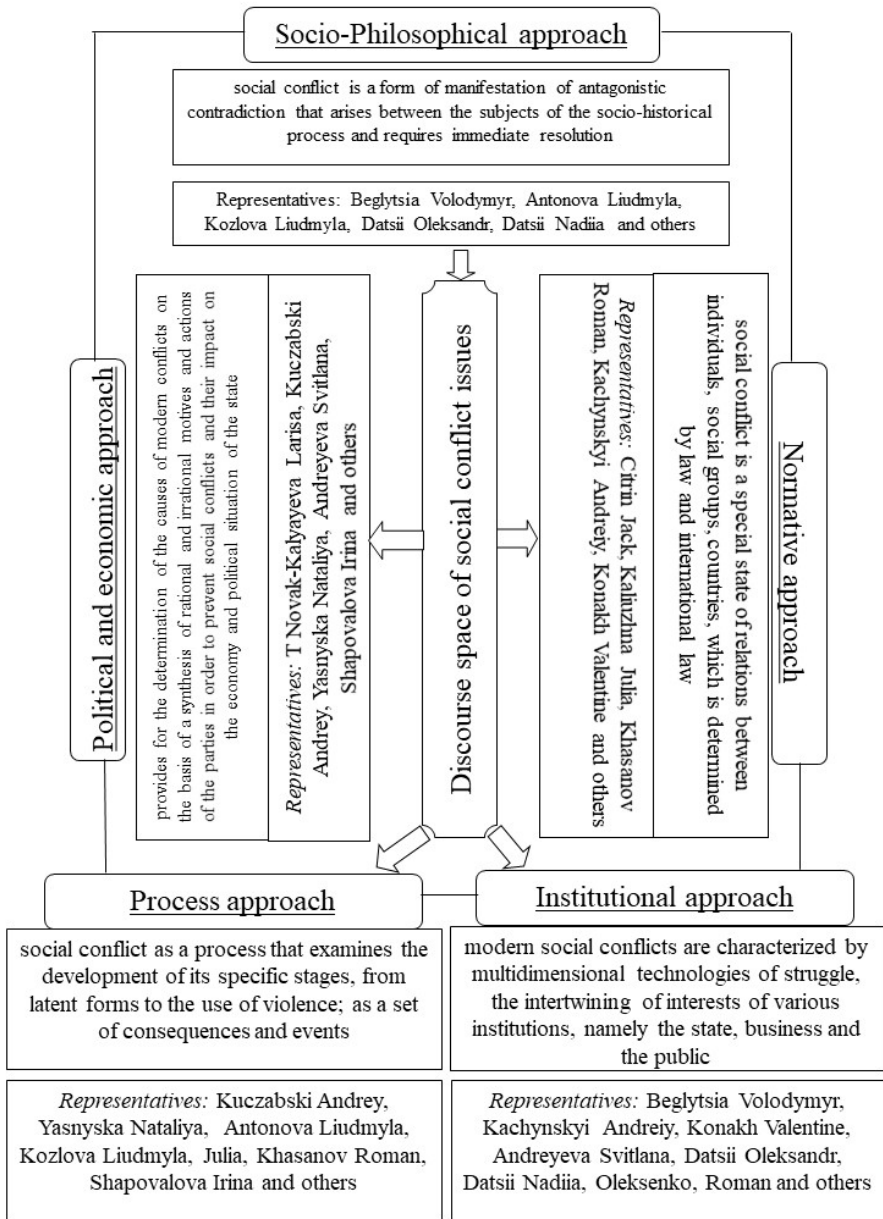 Socio-Philosophical approach
social conflict is a form of manifestation of antagonistic
contradiction that arises between the subjects of the socio-historical
process and requires immediate resolution
Representatives: Beglytsia Volodymyr, Antonova Liudmyla,
Kozlova Liudmyla, Datsii Oleksandr, Datsii Nadiia and others
Political and economic approach
provides for the determination of the causes of modern conflicts on
the basis of a synthesis of rational and irrational motives and actions
of the parties in order to prevent social conflicts and their impact on
the economy and political situation of the state
Representatives: T Novak-Kalyayeva Larisa, Kuczabski
Andrey, Yasnyska Nataliya, Andreyeva Svitlana,
Shapovalova Irina and others
Discourse space of social conflict issues
Representatives: Citrin Jack, Kaliuzhna Julia, Khasanov
Roman, Kachynskyi Andreiy, Konakh Valentine and others
social conflict is a special state of relations between
individuals, social groups, countries, which is determined
by law and international law
Normative approach
Process approach
social conflict as a process that examines the
development of its specific stages, from
latent forms to the use of violence; as a set
of consequences and events
Representatives: Kuczabski Andrey,
Yasnyska Nataliya, Antonova Liudmyla,
Kozlova Liudmyla, Julia, Khasanov Roman,
Shapovalova Irina and others
Institutional approach
modern social conflicts are characterized by
multidimensional technologies of struggle,
the intertwining of interests of various
institutions, namely the state, business and
the public
Representatives: Beglytsia Volodymyr,
Kachynskyi Andreiy, Konakh Valentine,
Andreyeva Svitlana, Datsii Oleksandr,
Datsii Nadiia, Oleksenko, Roman and others